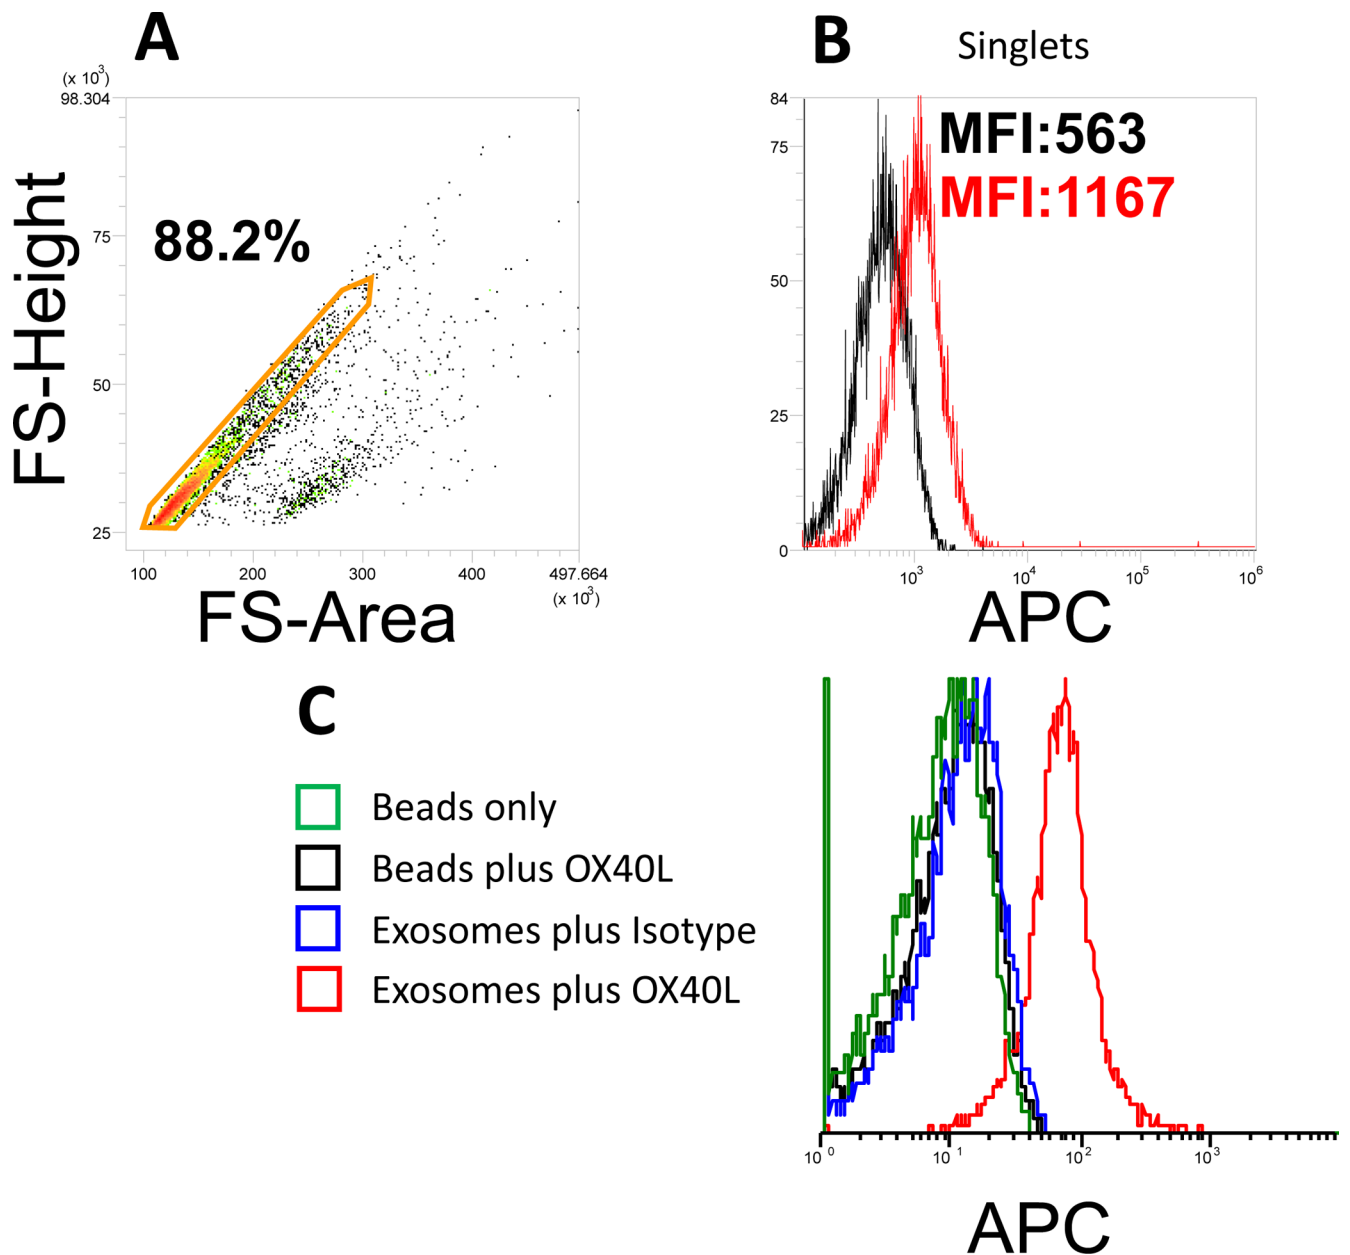 A
(x 10³)
98.304
75
50
25
FS-Height
88.2%
100 200 300 400 497.664
(x 10³)
FS-Area
B
Singlets
84
75
50
25
0
MFI:563
MFI:1167
10³ 10⁴ 10⁵ 10⁶
APC
C
Beads only
Beads plus OX40L
Exosomes plus Isotype
Exosomes plus OX40L
10⁰ 10¹ 10² 10³
APC